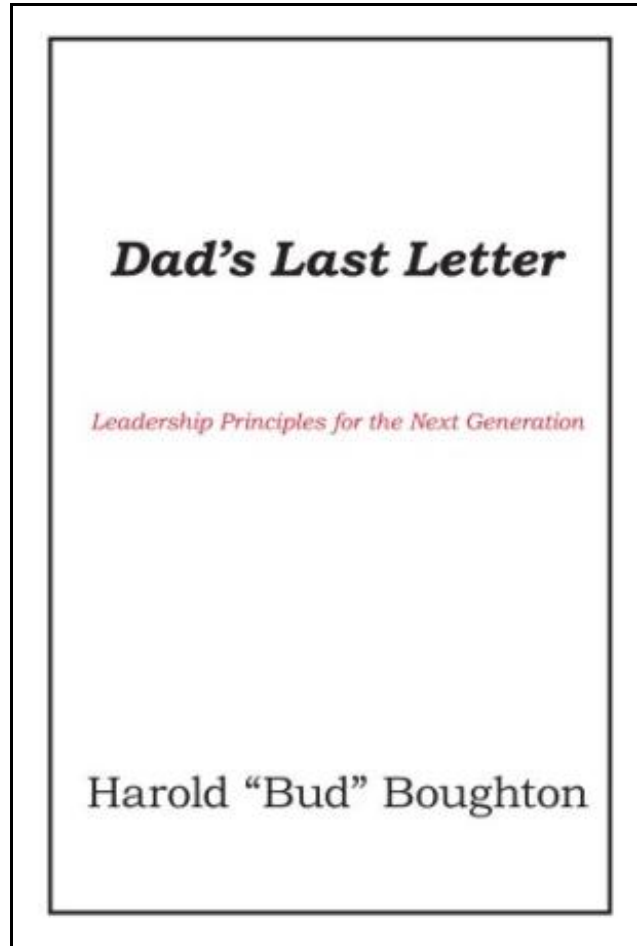 Dad’s Last Letter
Leadership Principles for the Next Generation
Harold “Bud” Boughton